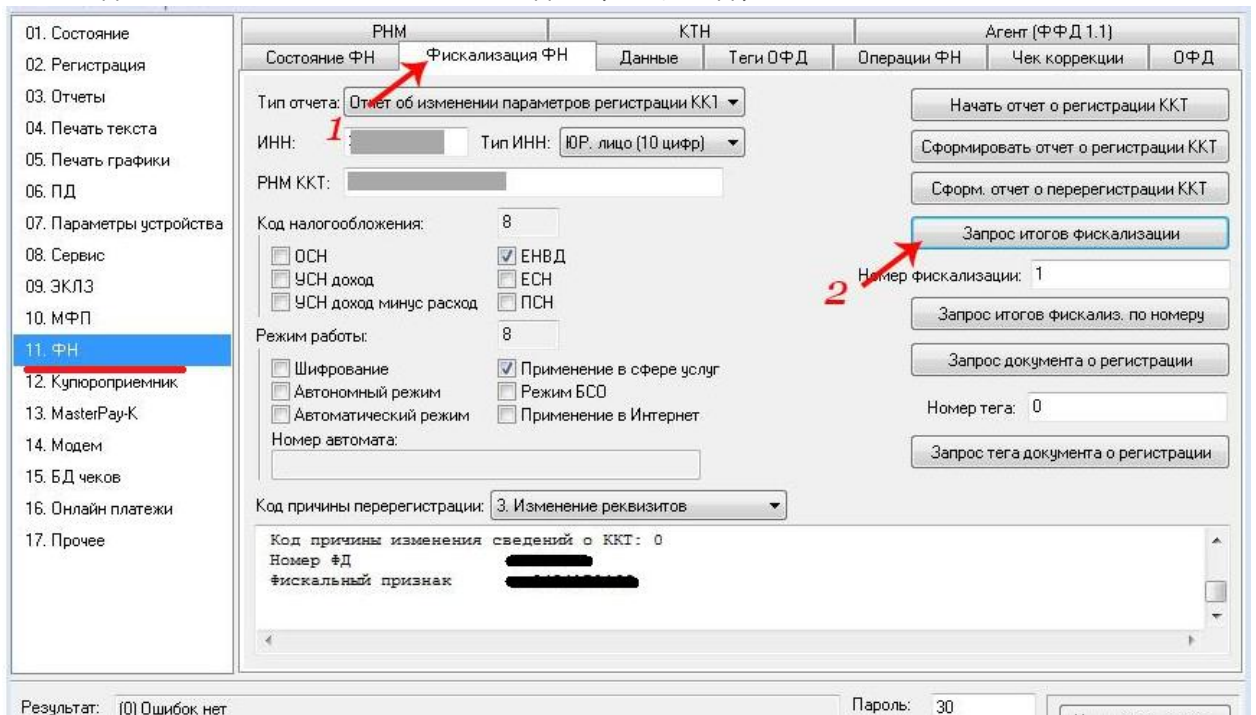 01. Состояние
02. Регистрация
03. Отчеты
04. Печать текста
05. Печать графики
06. ПД
07. Параметры устройства
08. Сервис
09. ЭКЛЗ
10. МФП
11. ФН
12. Купюроприемник
13. MasterPay-K
14. Модем
15. БД чеков
16. Онлайн платежи
17. Прочее
РНМ КТН Агент (ФФД 1.1)
Состояние ФН Фискализация ФН Данные Теги ОФД Операции ФН Чек коррекции ОФД
1
Тип отчета: Отчет об изменении параметров регистрации ККТ
ИНН: Тип ИНН: ЮР. лицо (10 цифр)
РНМ ККТ:
Код налогообложения: 8
ОСН ЕНВД
УСН доход ЕСН
УСН доход минус расход ПСН
Режим работы: 8
Шифрование Применение в сфере услуг
Автономный режим Режим БСО
Автоматический режим Применение в Интернет
Номер автомата:
Код причины перерегистрации: 3. Изменение реквизитов
Код причины изменения сведений о ККТ: 0
Номер ФД
Фискальный признак
Начать отчет о регистрации ККТ
Сформировать отчет о регистрации ККТ
Сформ. отчет о перерегистрации ККТ
Запрос итогов фискализации
2
Номер фискализации: 1
Запрос итогов фискализ. по номеру
Запрос документа о регистрации
Номер тега: 0
Запрос тега документа о регистрации
Результат: (0) Ошибок нет
Пароль: 30